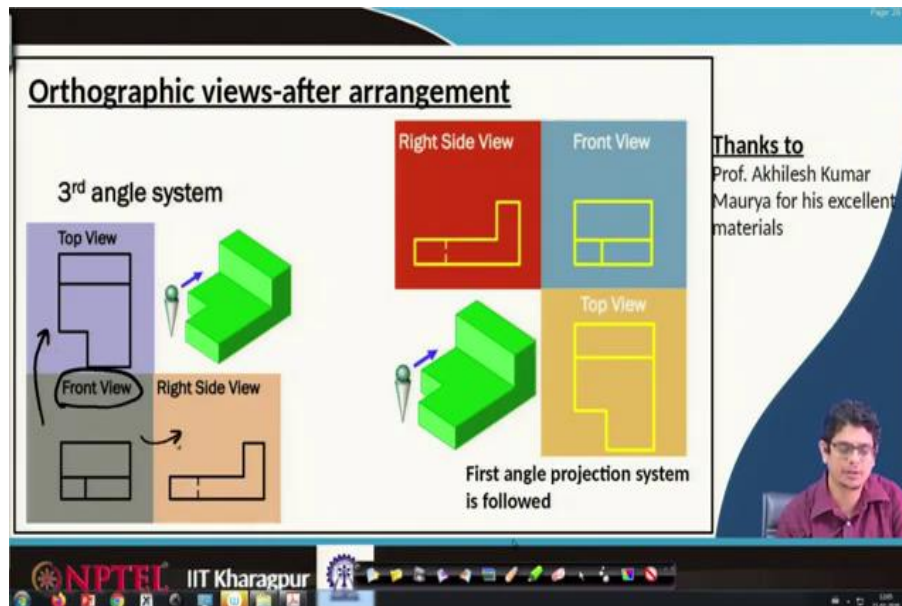 Orthographic views-after arrangement
3rd angle system
Top View
Front View
Right Side View
Right Side View
Front View
Top View
First angle projection system
is followed
Thanks to
Prof. Akhilesh Kumar
Maurya for his excellent
materials
NPTEL IIT Kharagpur